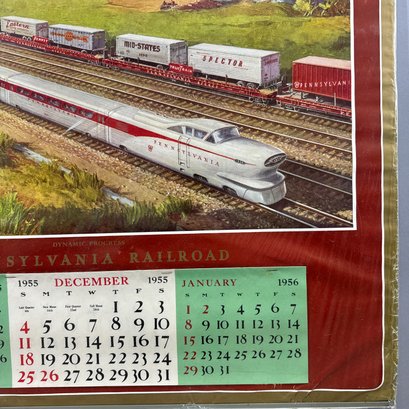 Eastern
MID-STATES
SPECTOR
PENNSYLVANIA
PENNSYLVANIA
DYNAMIC PROGRESS
SYLVANIA RAILROAD
1955 DECEMBER 1955
S M T W T F S
1 2 3
4 5 6 7 8 9 10
11 12 13 14 15 16 17
18 19 20 21 22 23 24
25 26 27 28 29 30 31
JANUARY 1956
S M T W T F S
1 2 3 4 5 6 7
8 9 10 11 12 13 14
15 16 17 18 19 20 21
22 23 24 25 26 27 28
29 30 31